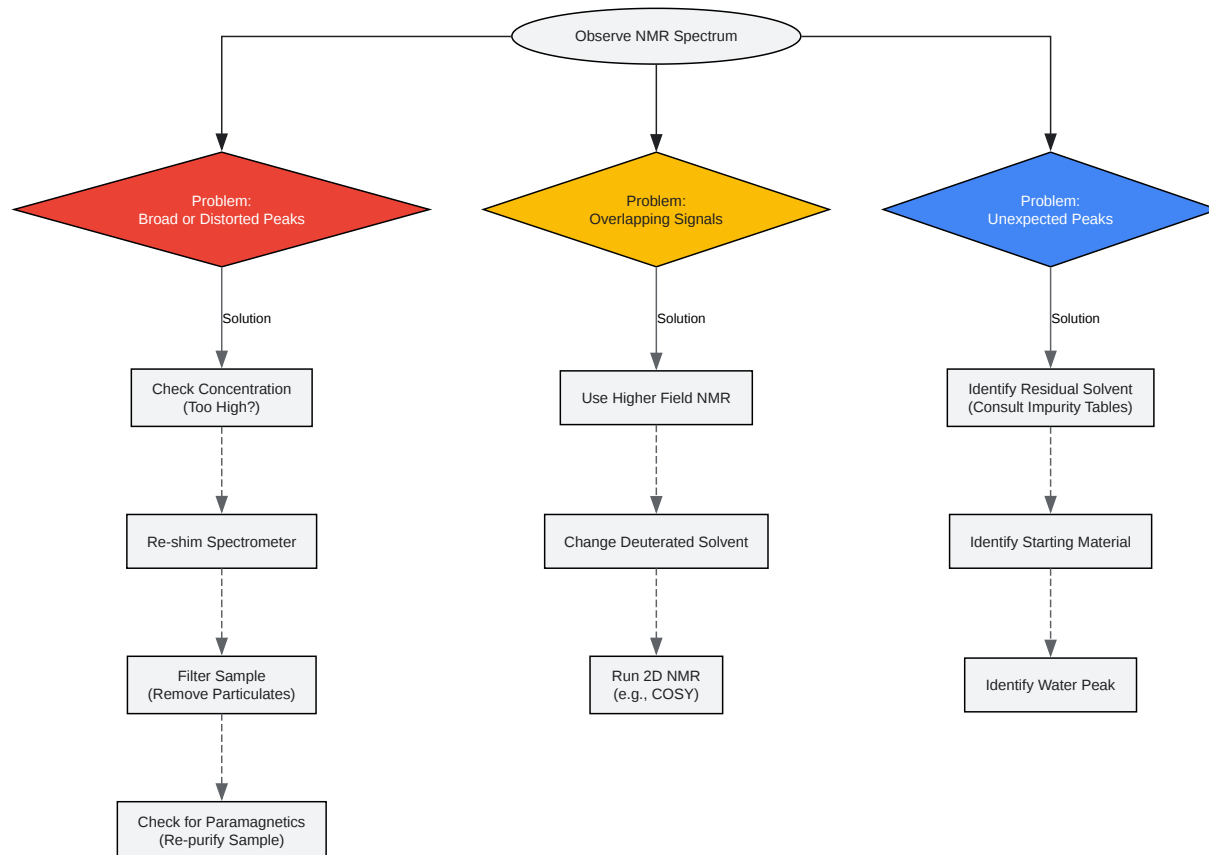 Observe NMR Spectrum
Problem:
Broad or Distorted Peaks
Problem:
Overlapping Signals
Problem:
Unexpected Peaks
Solution
Solution
Solution
Check Concentration
(Too High?)
Use Higher Field NMR
Identify Residual Solvent
(Consult Impurity Tables)
Re-shim Spectrometer
Change Deuterated Solvent
Identify Starting Material
Filter Sample
(Remove Particulates)
Run 2D NMR
(e.g., COSY)
Identify Water Peak
Check for Paramagnetics
(Re-purify Sample)